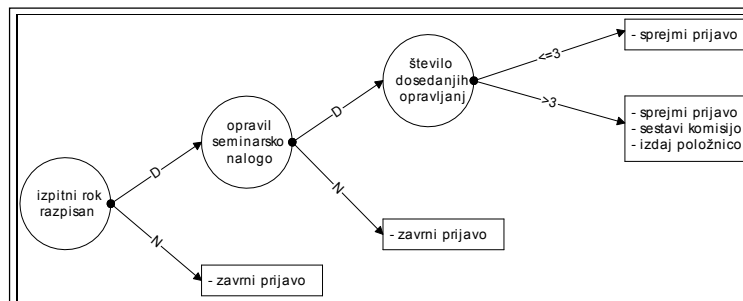 število
dosedanjih
opravljanj
<=3
- sprejmi prijavo
>3
- sprejmi prijavo
- sestavi komisijo
- izdaj položnico
opravil
seminarsko
nalogo
D
N
- zavrni prijavo
izpitni rok
razpisan
D
N
- zavrni prijavo